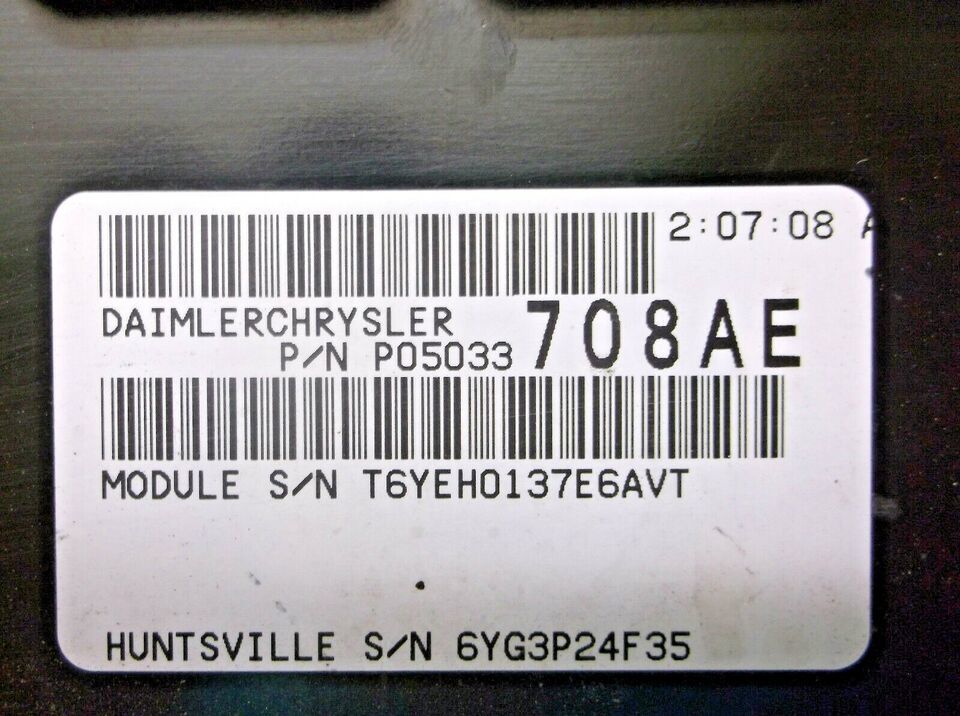 2:07:08 A
DAIMLERCHRYSLER
P/N P05033 708AE
MODULE S/N T6YEH0137E6AVT
HUNTSVILLE S/N 6YG3P24F35